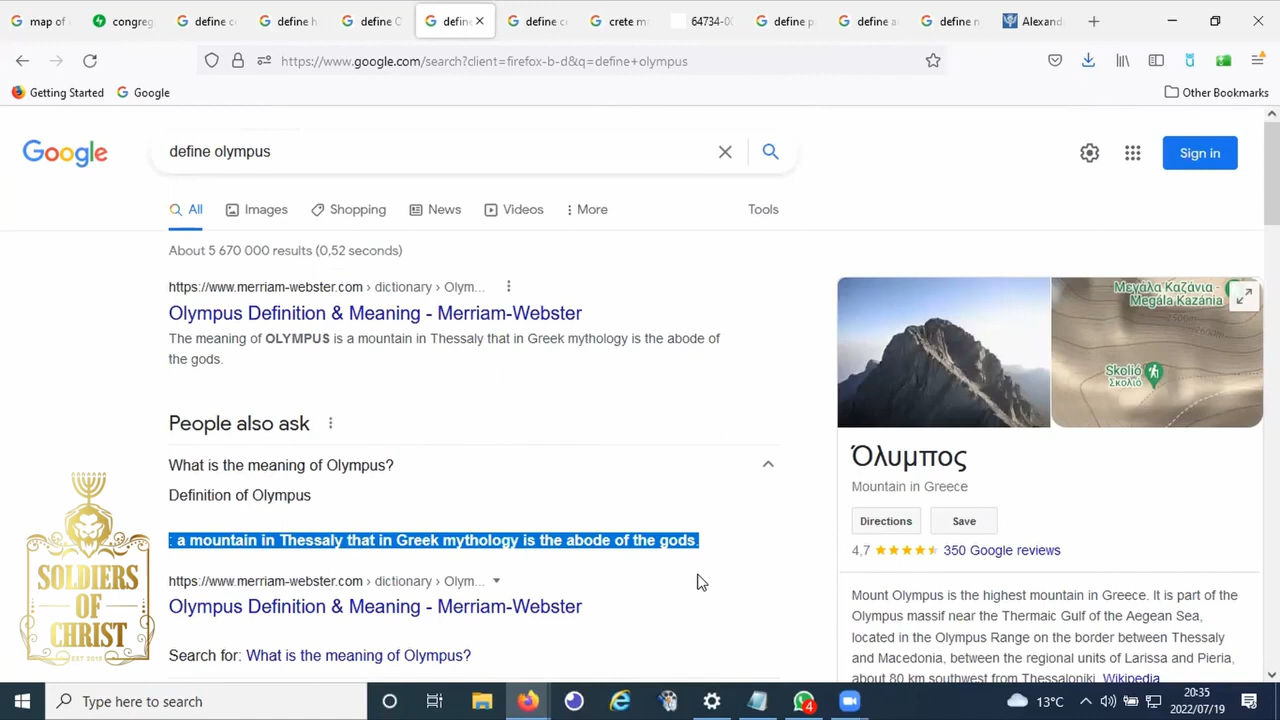 map of
congreg
define c
define h
define C
define
define c
crete m
64734-0
define p
define a
define n
Alexand
https://www.google.com/search?client=firefox-b-d&q=define+olympus
Getting Started
Google
Other Bookmarks
Google
define olympus
Sign in
All
Images
Shopping
News
Videos
More
Tools
About 5 670 000 results (0,52 seconds)
https://www.merriam-webster.com › dictionary › Olym...
Olympus Definition & Meaning - Merriam-Webster
The meaning of OLYMPUS is a mountain in Thessaly that in Greek mythology is the abode of
the gods.
People also ask
What is the meaning of Olympus?
Definition of Olympus
: a mountain in Thessaly that in Greek mythology is the abode of the gods.
https://www.merriam-webster.com › dictionary › Olym...
Olympus Definition & Meaning - Merriam-Webster
Search for: What is the meaning of Olympus?
Μεγάλα Καζάνια -
Megála Kazánia
Skolió
Σκολιό
Όλυμπος
Mountain in Greece
Directions
Save
4,7
350 Google reviews
Mount Olympus is the highest mountain in Greece. It is part of the
Olympus massif near the Thermaic Gulf of the Aegean Sea,
located in the Olympus Range on the border between Thessaly
and Macedonia, between the regional units of Larissa and Pieria,
about 80 km southwest from Thessaloniki. Wikipedia
SOLDIERS
OF
CHRIST
EST 2015
Type here to search
4
13°C
20:35
2022/07/19